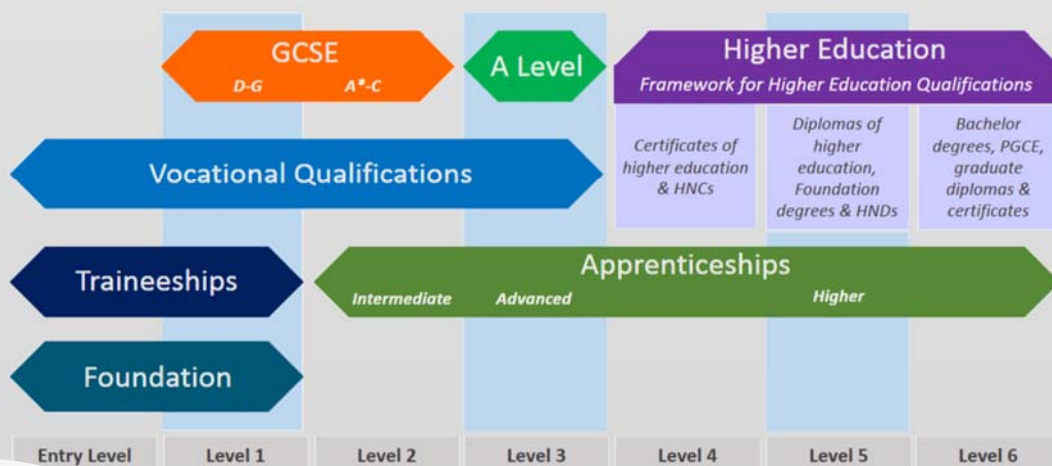 GCSE
D-G A*-C
A Level
Higher Education
Framework for Higher Education Qualifications
Vocational Qualifications
Certificates of
higher education
& HNCs
Diplomas of
higher
education,
Foundation
degrees & HNDs
Bachelor
degrees, PGCE,
graduate
diplomas &
certificates
Traineeships
Apprenticeships
Intermediate Advanced Higher
Foundation
Entry Level Level 1 Level 2 Level 3 Level 4 Level 5 Level 6